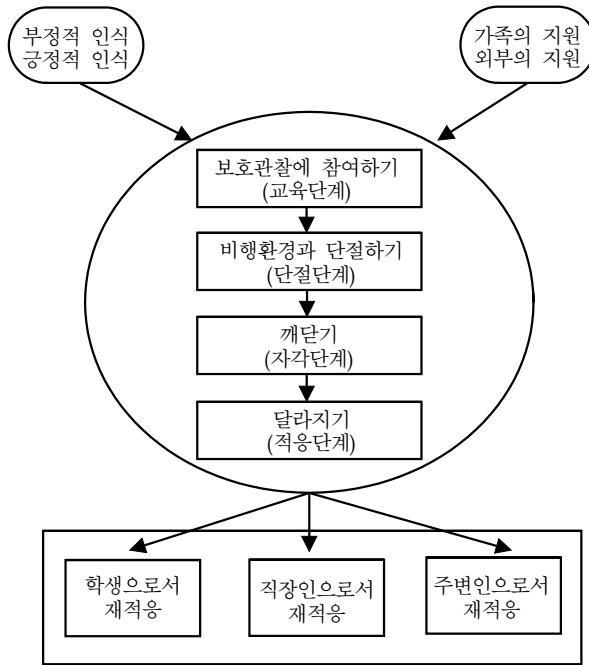 부정적 인식
긍정적 인식
가족의 지원
외부의 지원
보호관찰에 참여하기
(교육단계)
비행환경과 단절하기
(단절단계)
깨닫기
(자각단계)
달라지기
(적응단계)
학생으로서
재적응
직장인으로서
재적응
주변인으로서
재적응